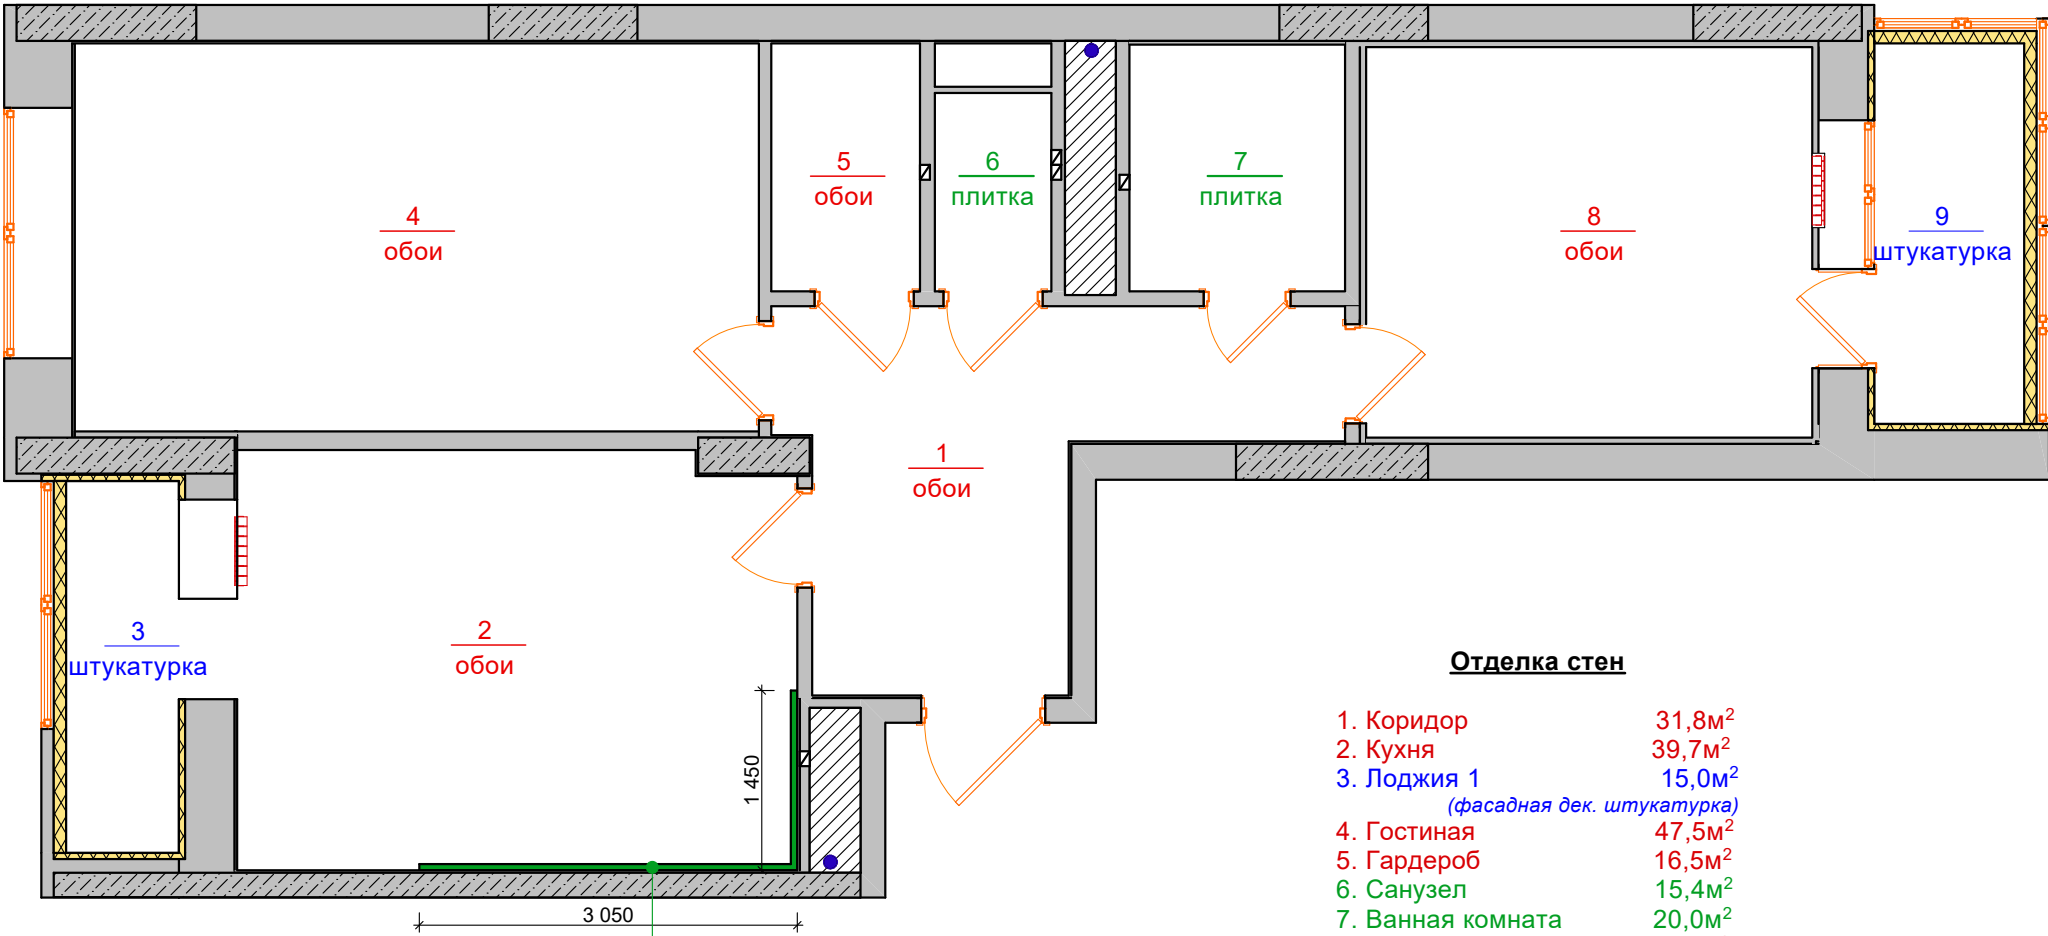 5
обои
6
плитка
7
плитка
4
обои
8
обои
9
штукатурка
1
обои
3
штукатурка
2
обои
1 450
3 050
Отделка стен
1. Коридор 31,8м²
2. Кухня 39,7м²
3. Лоджия 1 15,0м²
(фасадная дек. штукатурка)
4. Гостиная 47,5м²
5. Гардероб 16,5м²
6. Санузел 15,4м²
7. Ванная комната 20,0м²